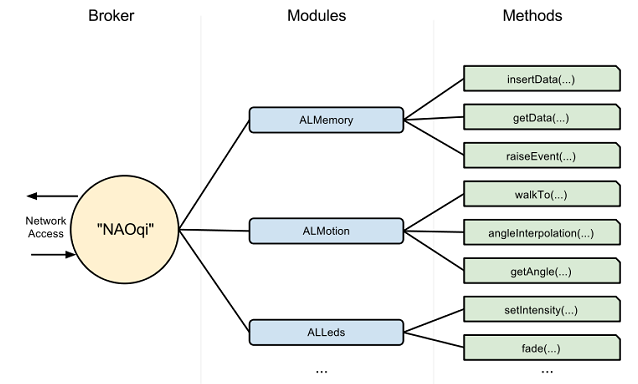 Broker
Modules
Methods
Network
Access
"NAOqi"
ALMemory
insertData(...)
getData(...)
raiseEvent(...)
ALMotion
walkTo(...)
angleInterpolation(...)
getAngle(...)
ALLeds
setIntensity(...)
fade(...)
...
...